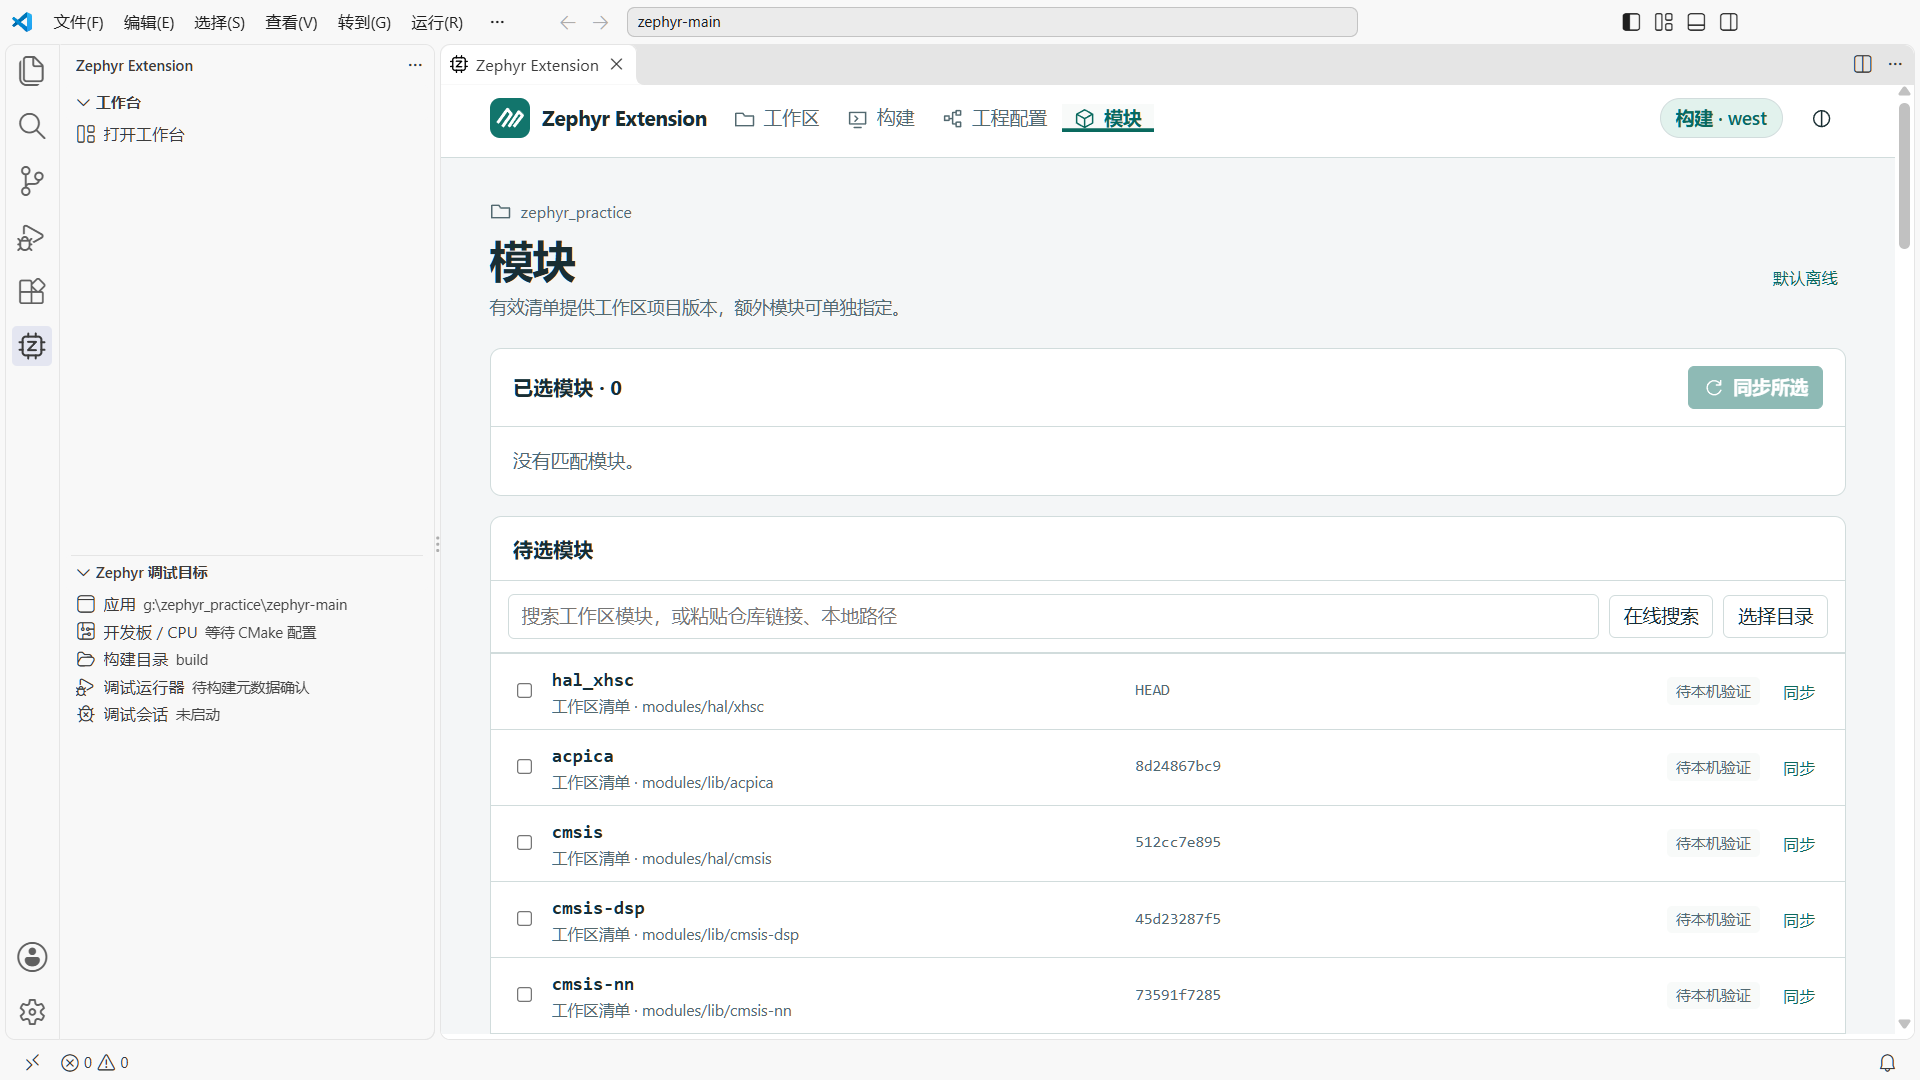 文件(F) 编辑(E) 选择(S) 查看(V) 转到(G) 运行(R) ··· zephyr-main
Zephyr Extension ···
工作台
打开工作台
Zephyr 调试目标
应用 g:\zephyr_practice\zephyr-main
开发板 / CPU 等待 CMake 配置
构建目录 build
调试运行器 待构建元数据确认
调试会话 未启动
Zephyr Extension
Zephyr Extension 工作区 构建 工程配置 模块 构建 · west
zephyr_practice
模块
默认离线
有效清单提供工作区项目版本，额外模块可单独指定。
已选模块 · 0 同步所选
没有匹配模块。
待选模块
搜索工作区模块，或粘贴仓库链接、本地路径 在线搜索 选择目录
hal_xhsc HEAD 待本机验证 同步
工作区清单 · modules/hal/xhsc
acpica 8d24867bc9 待本机验证 同步
工作区清单 · modules/lib/acpica
cmsis 512cc7e895 待本机验证 同步
工作区清单 · modules/hal/cmsis
cmsis-dsp 45d23287f5 待本机验证 同步
工作区清单 · modules/lib/cmsis-dsp
cmsis-nn 73591f7285 待本机验证 同步
工作区清单 · modules/lib/cmsis-nn
0 0